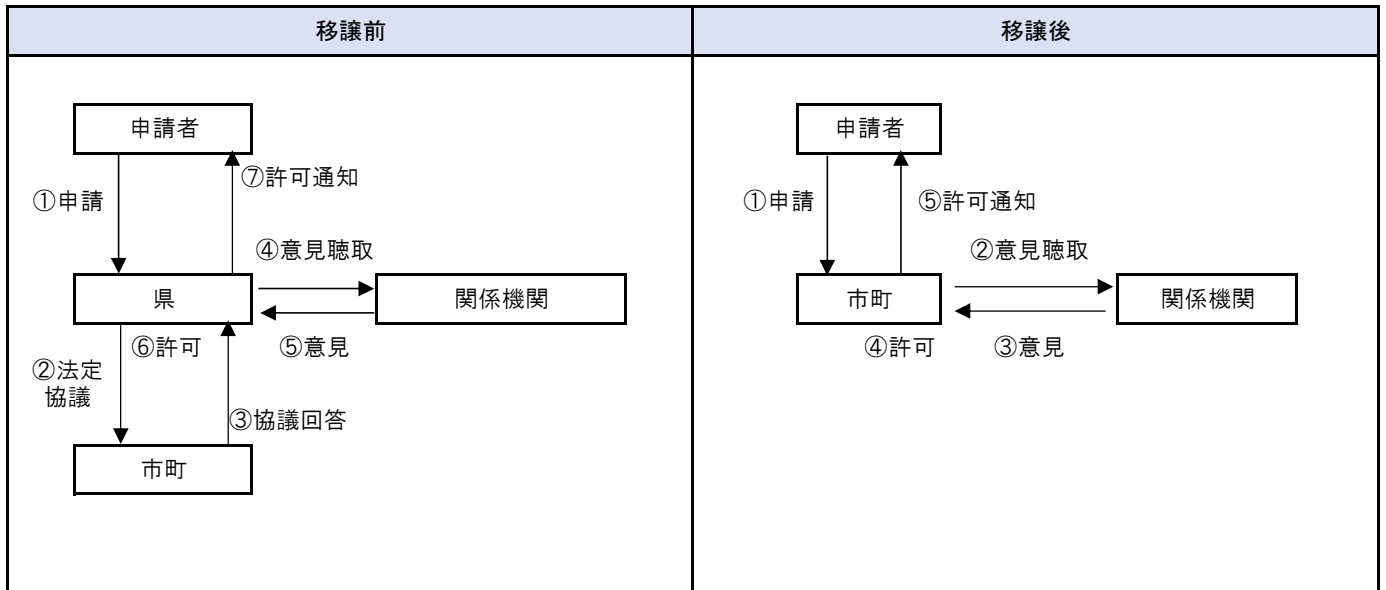 移譲前
申請者
①申請
⑦許可通知
④意見聴取
県
関係機関
⑥許可
⑤意見
②法定
協議
③協議回答
市町
移譲後
申請者
①申請
⑤許可通知
②意見聴取
市町
関係機関
④許可
③意見